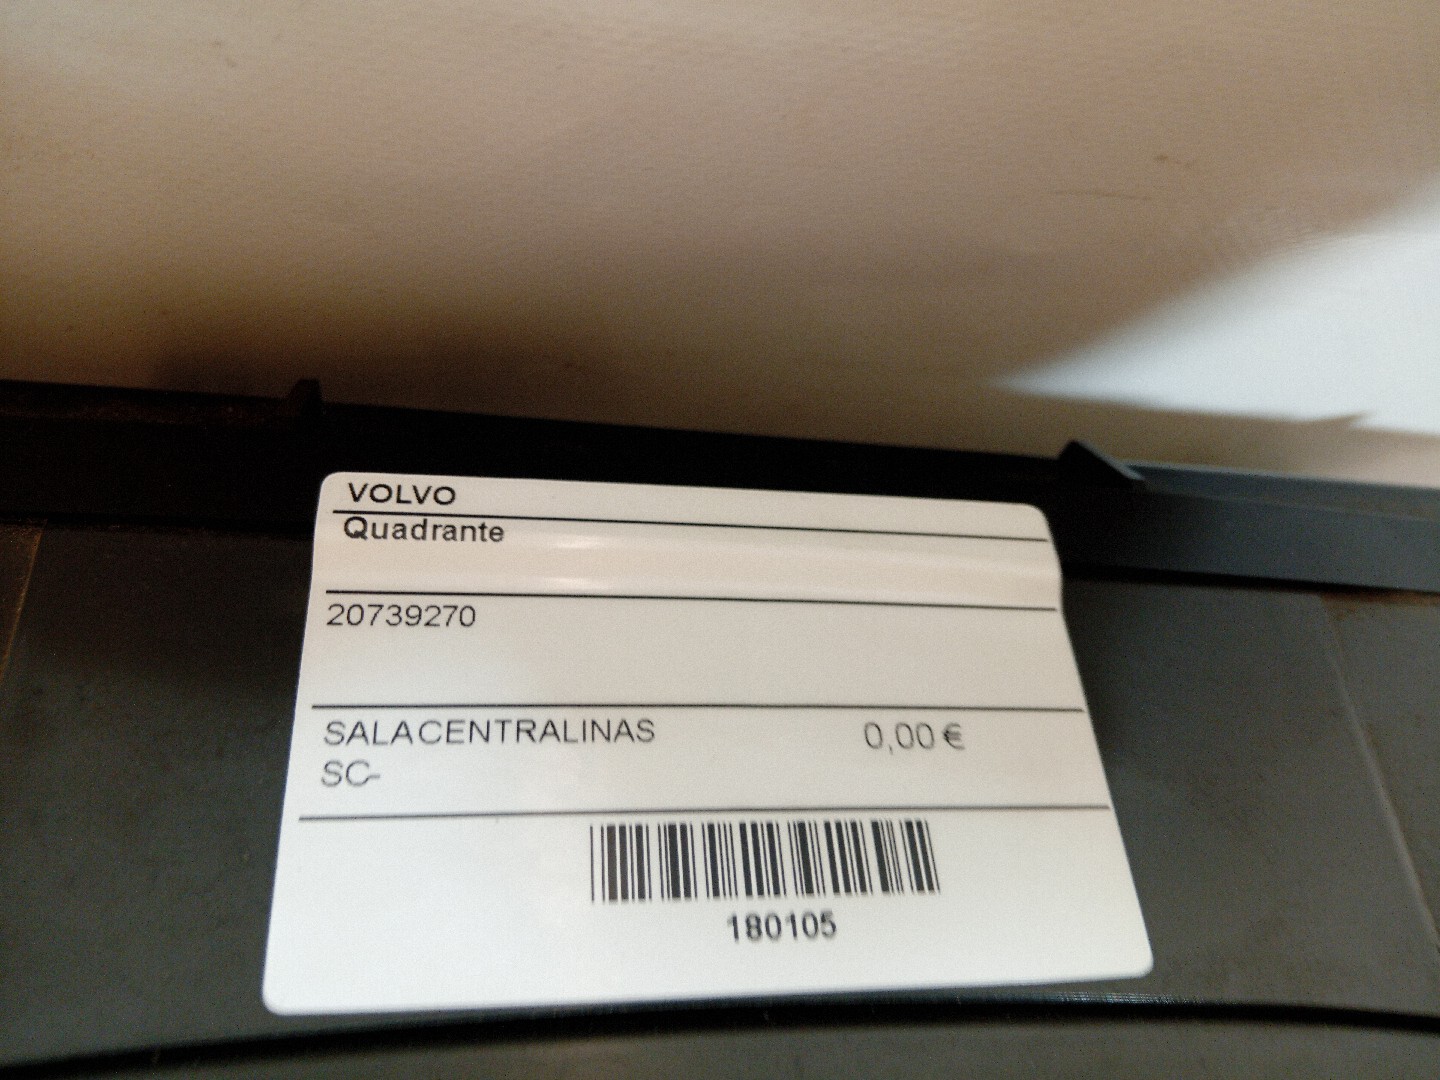 VOLVO
Quadrante
20739270
SALACENTRALINAS 0,00 €
SC-
180105